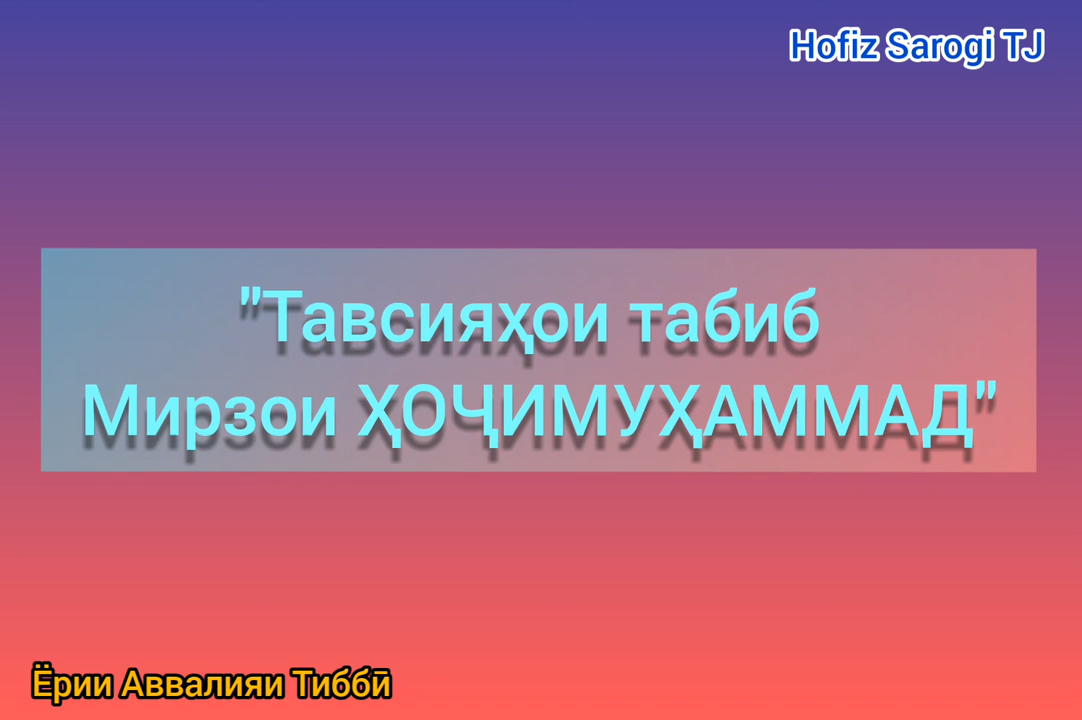 Hofiz Sarogi TJ
"Тавсияҳои табиб
Мирзои ҲОҶИМУҲАММАД"
Ёрии Аввалияи Тиббӣ